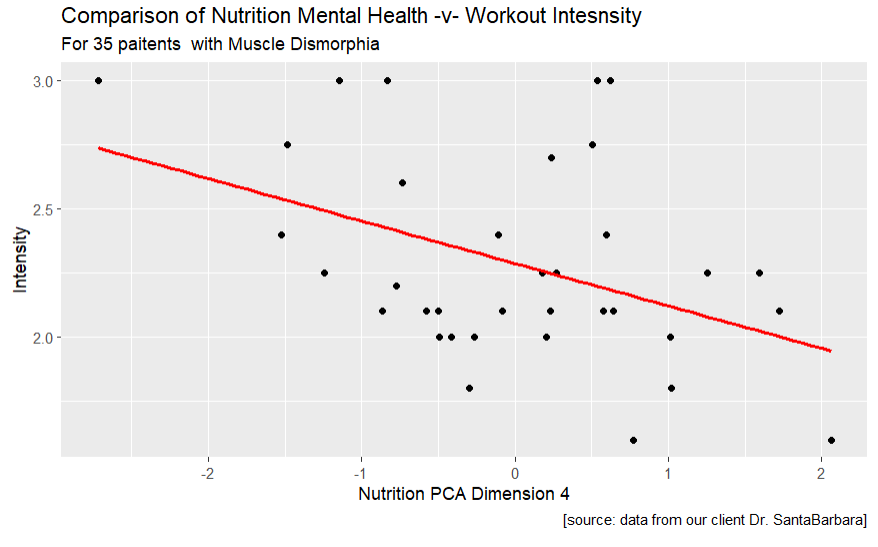 Comparison of Nutrition Mental Health -v- Workout Intesnsity
For 35 paitents  with Muscle Dismorphia
3.0
2.5
2.0
Intensity
-2
-1
0
1
2
Nutrition PCA Dimension 4
[source: data from our client Dr. SantaBarbara]